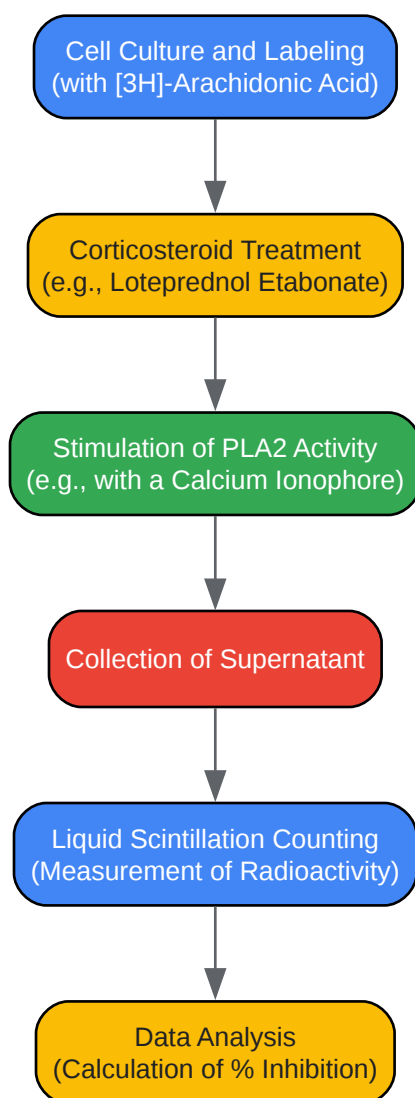 Cell Culture and Labeling
(with [3H]-Arachidonic Acid)
Corticosteroid Treatment
(e.g., Loteprednol Etabonate)
Stimulation of PLA2 Activity
(e.g., with a Calcium Ionophore)
Collection of Supernatant
Liquid Scintillation Counting
(Measurement of Radioactivity)
Data Analysis
(Calculation of % Inhibition)